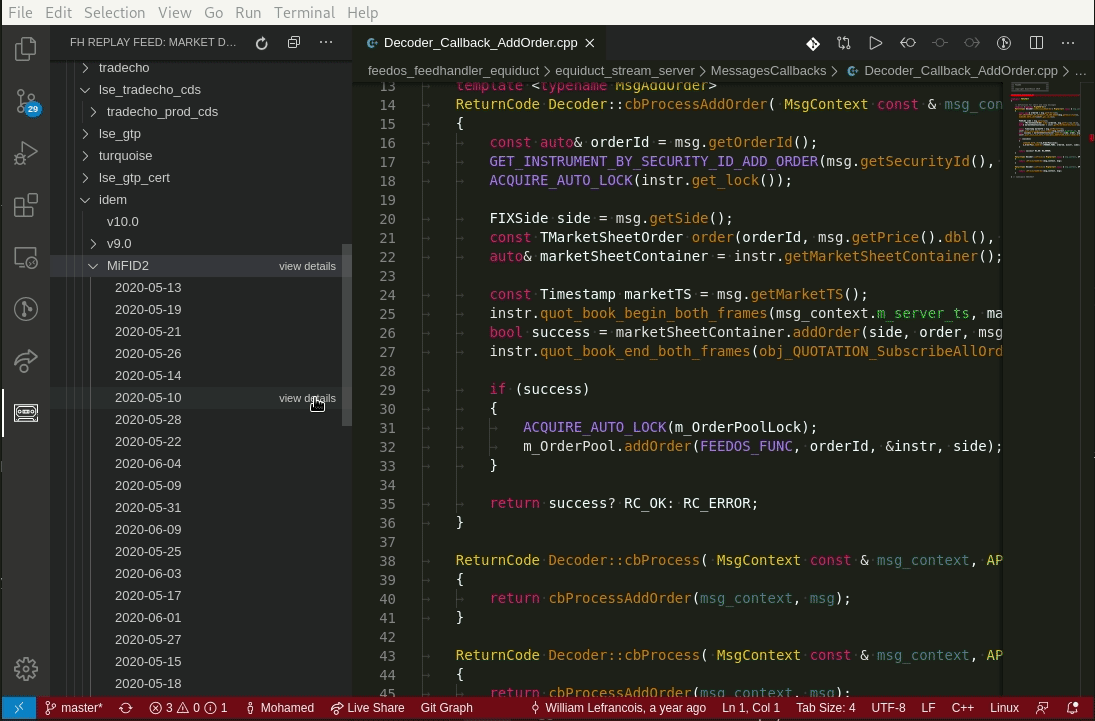 File Edit Selection View Go Run Terminal Help
FH REPLAY FEED: MARKET D...
tradecho
lse_tradecho_cds
tradecho_prod_cds
lse_gtp
turquoise
lse_gtp_cert
idem
v10.0
v9.0
MiFID2 view details
2020-05-13
2020-05-19
2020-05-21
2020-05-26
2020-05-14
2020-05-10 view details
2020-05-28
2020-05-22
2020-06-04
2020-05-09
2020-05-31
2020-06-09
2020-05-25
2020-06-03
2020-05-17
2020-06-01
2020-05-27
2020-05-15
2020-05-18
29
Decoder_Callback_AddOrder.cpp
feedos_feedhandler_equiduct > equiduct_stream_server > MessagesCallbacks > Decoder_Callback_AddOrder.cpp > ...
13 template <typename MsgAddOrder>
14 ReturnCode Decoder::cbProcessAddOrder( MsgContext const & msg_con
15 {
16 const auto& orderId = msg.getOrderId();
17 GET_INSTRUMENT_BY_SECURITY_ID_ADD_ORDER(msg.getSecurityId(),
18 ACQUIRE_AUTO_LOCK(instr.get_lock());
19
20 FIXSide side = msg.getSide();
21 const TMarketSheetOrder order(orderId, msg.getPrice().dbl(),
22 auto& marketSheetContainer = instr.getMarketSheetContainer();
23
24 const Timestamp marketTS = msg.getMarketTS();
25 instr.quot_book_begin_both_frames(msg_context.m_server_ts, ma
26 bool success = marketSheetContainer.addOrder(side, order, msg
27 instr.quot_book_end_both_frames(obj_QUOTATION_SubscribeAllOrd
28
29 if (success)
30 {
31 ACQUIRE_AUTO_LOCK(m_OrderPoolLock);
32 m_OrderPool.addOrder(FEEDOS_FUNC, orderId, &instr, side);
33 }
34
35 return success? RC_OK: RC_ERROR;
36 }
37
38 ReturnCode Decoder::cbProcess( MsgContext const & msg_context, AP
39 {
40 return cbProcessAddOrder(msg_context, msg);
41 }
42
43 ReturnCode Decoder::cbProcess( MsgContext const & msg_context, AP
44 {
45 return cbProcessAddOrder(msg_context, msg);
master* 3 0 1 Mohamed Live Share Git Graph William Lefrancois, a year ago Ln 1, Col 1 Tab Size: 4 UTF-8 LF C++ Linux